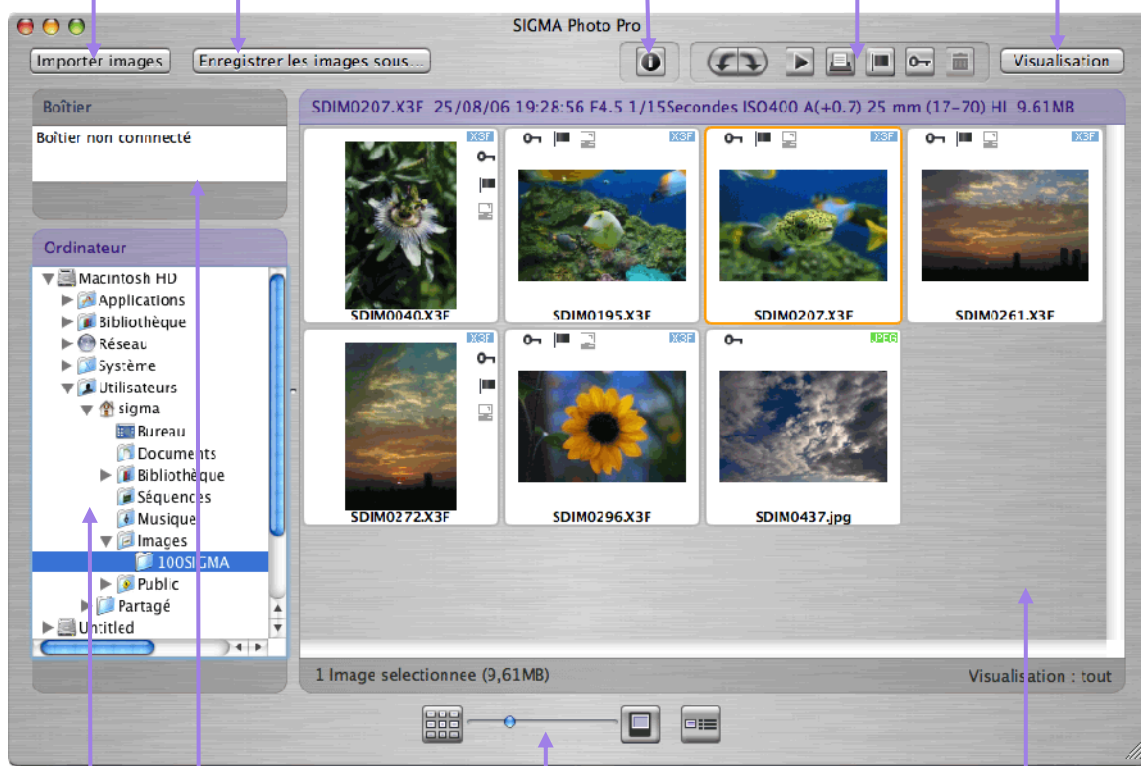 SIGMA Photo Pro
Importer images
Enregistrer les images sous...
Visualisation
Boîtier
Boîtier non connnecté
Ordinateur
Macintosh HD
Applications
Bibliothèque
Réseau
Système
Utilisateurs
sigma
Bureau
Documents
Bibliothèque
Séquences
Musique
Images
100SIGMA
Public
Partagé
Untitled
SDIM0207.X3F 25/08/06 19:28:56 F4.5 1/15Secondes ISO400 A(+0.7) 25 mm (17-70) HI 9.61MB
X3F
X3F
X3F
X3F
SDIM0040.X3F
SDIM0195.X3F
SDIM0207.X3F
SDIM0261.X3F
X3F
X3F
JPEG
SDIM0272.X3F
SDIM0296.X3F
SDIM0437.jpg
1 Image selectionnee (9,61MB)
Visualisation : tout